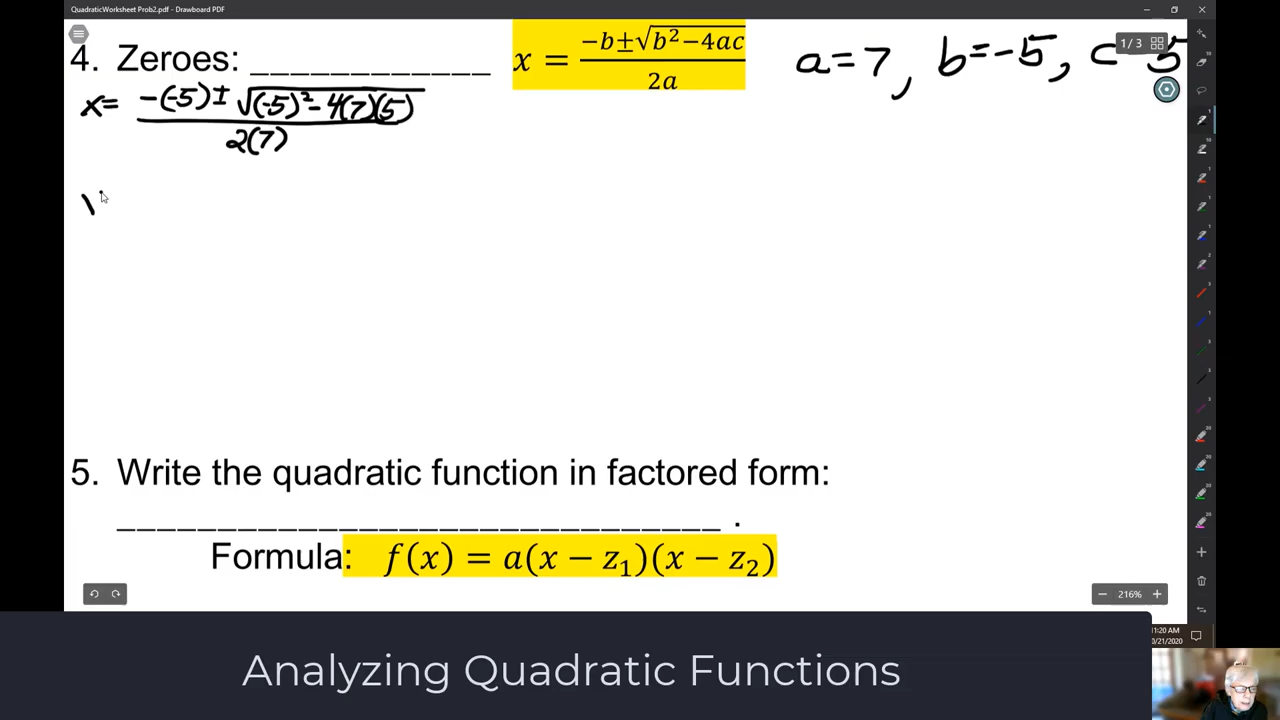 QuadraticWorksheet Prob2.pdf - Drawboard PDF
4. Zeroes: _____________ x = −b±√b²−4ac / 2a a=7, b=-5, c=5
1/3
x= -(-5)± √(-5)²-4(7)(5) / 2(7)
5. Write the quadratic function in factored form:
_______________________________ .
Formula: f(x) = a(x − z₁)(x − z₂)
216%
Analyzing Quadratic Functions